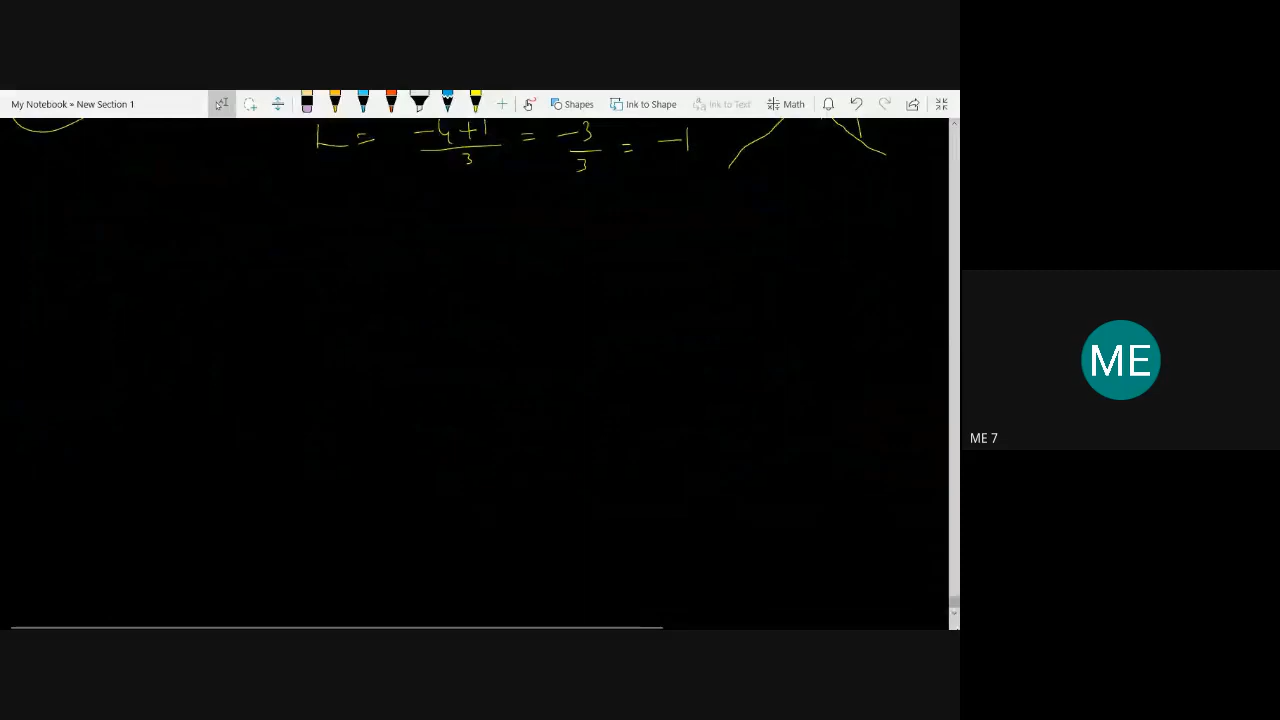 My Notebook » New Section 1
Shapes
Ink to Shape
Ink to Text
Math
L = -4+1/3 = -3/3 = -1
ME
ME 7